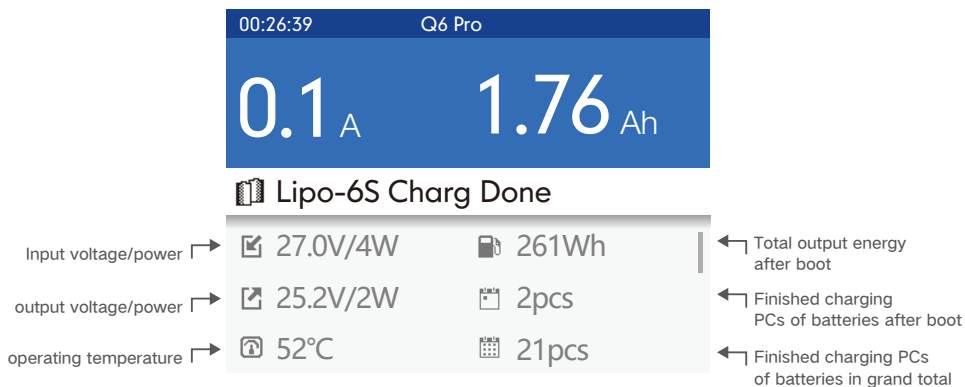 00:26:39 Q6 Pro
0.1 A 1.76 Ah
Lipo-6S Charg Done
Input voltage/power 27.0V/4W 261Wh Total output energy
after boot
output voltage/power 25.2V/2W 2pcs Finished charging
PCs of batteries after boot
operating temperature 52℃ 21pcs Finished charging PCs
of batteries in grand total